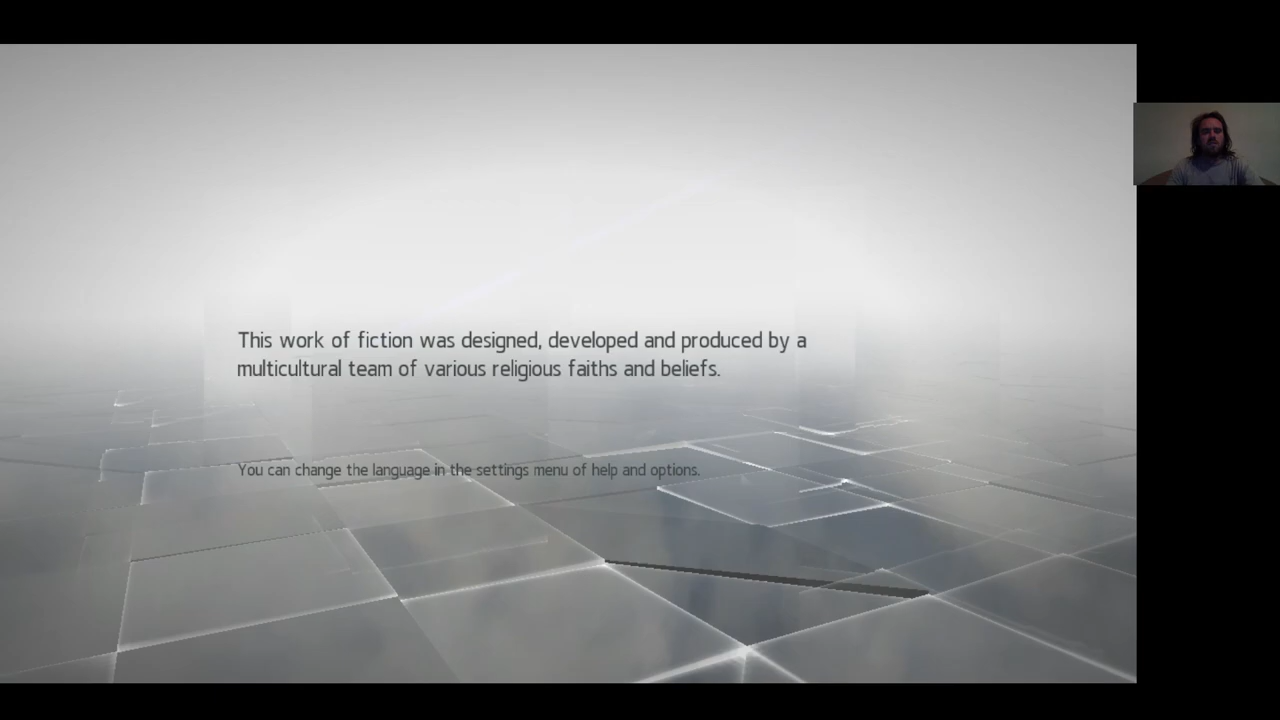 This work of fiction was designed, developed and produced by a
multicultural team of various religious faiths and beliefs.
You can change the language in the settings menu of help and options.